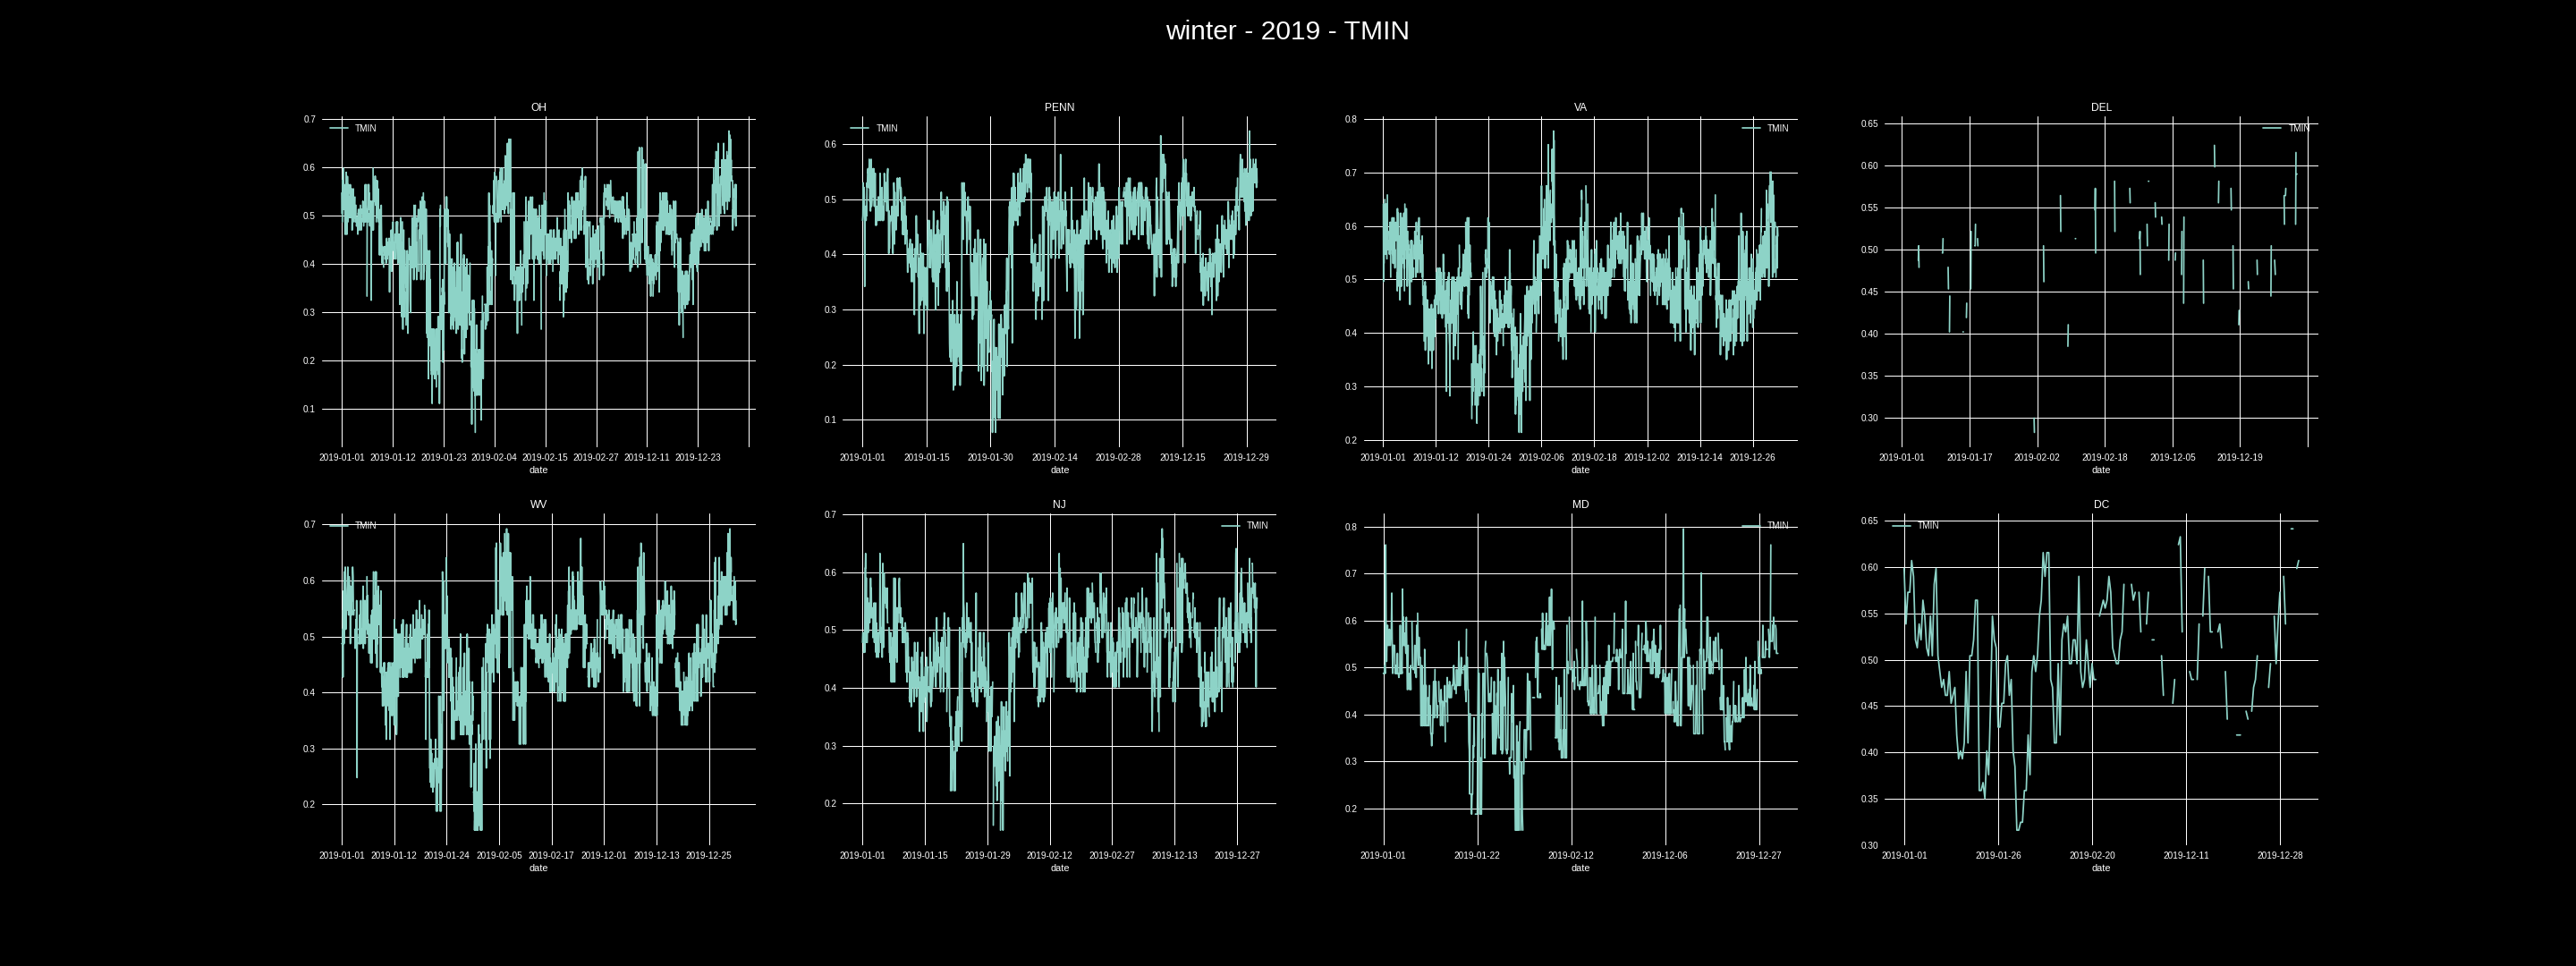 winter - 2019 - TMIN
OH
TMIN
0.7
0.6
0.5
0.4
0.3
0.2
0.1
2019-01-01 2019-01-12 2019-01-23 2019-02-04 2019-02-15 2019-02-27 2019-12-11 2019-12-23
date
PENN
TMIN
0.6
0.5
0.4
0.3
0.2
0.1
2019-01-01 2019-01-15 2019-01-30 2019-02-14 2019-02-28 2019-12-15 2019-12-29
date
VA
TMIN
0.8
0.7
0.6
0.5
0.4
0.3
0.2
2019-01-01 2019-01-12 2019-01-24 2019-02-06 2019-02-18 2019-12-02 2019-12-14 2019-12-26
date
DEL
TMIN
0.65
0.60
0.55
0.50
0.45
0.40
0.35
0.30
2019-01-01 2019-01-17 2019-02-02 2019-02-18 2019-12-05 2019-12-19
date
WV
TMIN
0.7
0.6
0.5
0.4
0.3
0.2
2019-01-01 2019-01-12 2019-01-24 2019-02-05 2019-02-17 2019-12-01 2019-12-13 2019-12-25
date
NJ
TMIN
0.7
0.6
0.5
0.4
0.3
0.2
2019-01-01 2019-01-15 2019-01-29 2019-02-12 2019-02-27 2019-12-13 2019-12-27
date
MD
TMIN
0.8
0.7
0.6
0.5
0.4
0.3
0.2
2019-01-01 2019-01-22 2019-02-12 2019-12-06 2019-12-27
date
DC
TMIN
0.65
0.60
0.55
0.50
0.45
0.40
0.35
0.30
2019-01-01 2019-01-26 2019-02-20 2019-12-11 2019-12-28
date